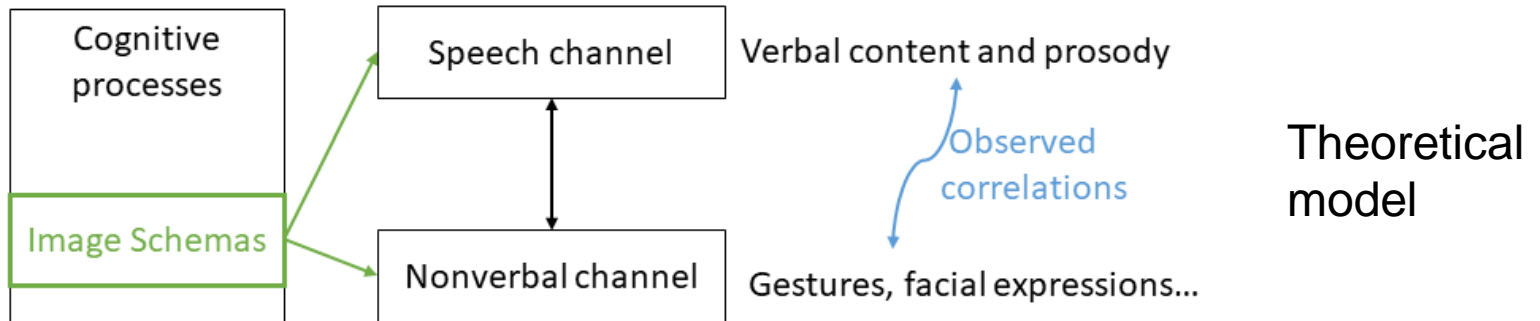 Cognitive
processes
Image Schemas
Speech channel
Nonverbal channel
Verbal content and prosody
Observed
correlations
Gestures, facial expressions...
Theoretical
model